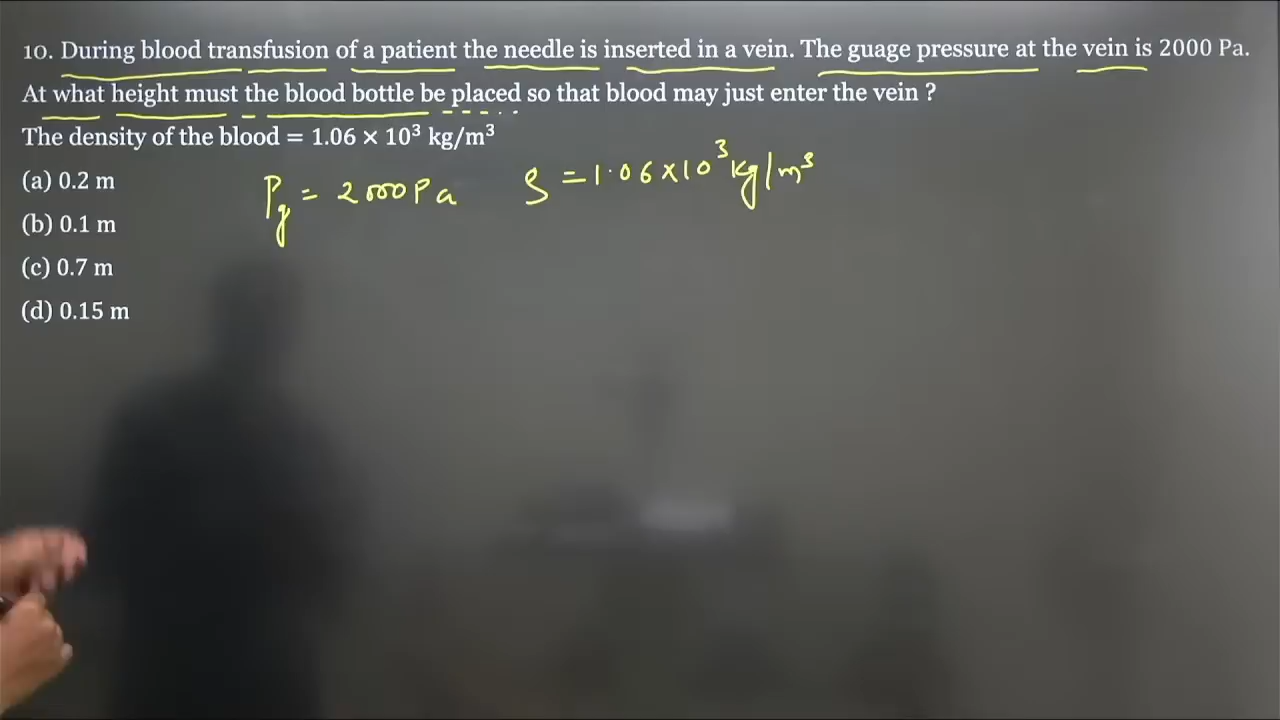 10. During blood transfusion of a patient the needle is inserted in a vein. The guage pressure at the vein is 2000 Pa.
At what height must the blood bottle be placed so that blood may just enter the vein ?
The density of the blood = 1.06 × 10³ kg/m³
(a) 0.2 m
P_g = 2000 Pa ρ = 1.06 × 10³ kg/m³
(b) 0.1 m
(c) 0.7 m
(d) 0.15 m